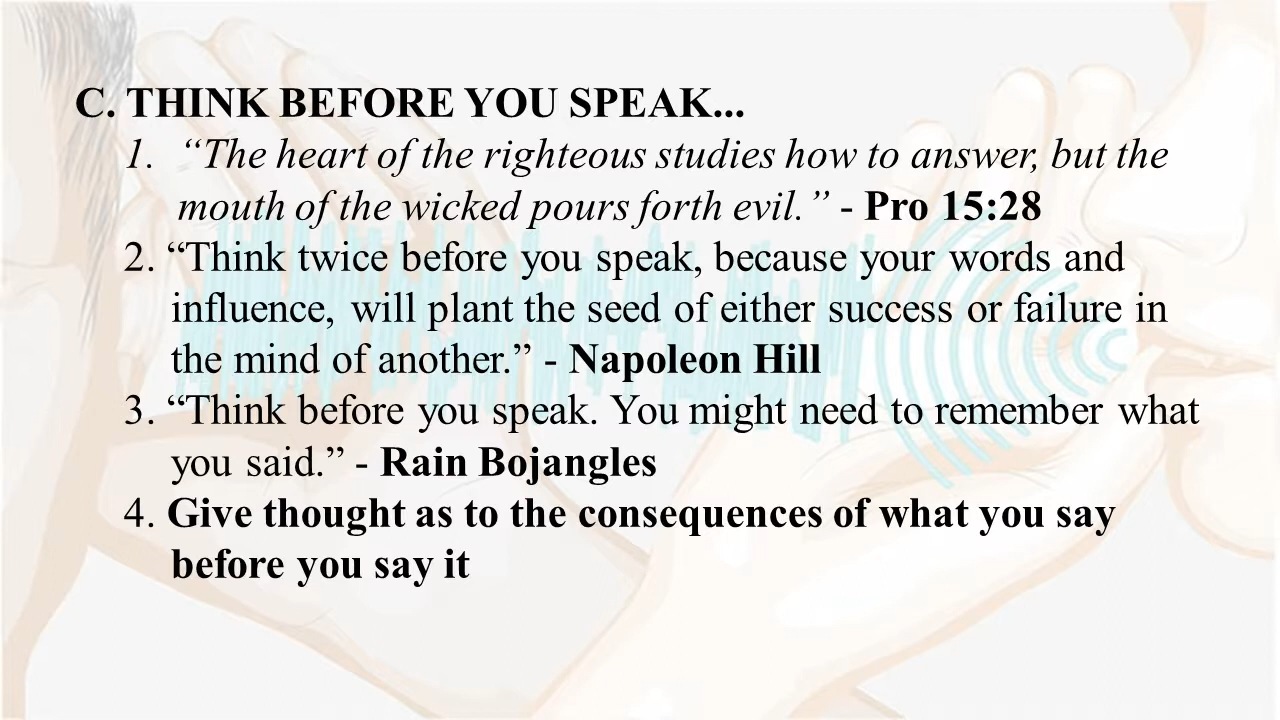 C. THINK BEFORE YOU SPEAK...
1. “The heart of the righteous studies how to answer, but the
mouth of the wicked pours forth evil.” - Pro 15:28
2. “Think twice before you speak, because your words and
influence, will plant the seed of either success or failure in
the mind of another.” - Napoleon Hill
3. “Think before you speak. You might need to remember what
you said.” - Rain Bojangles
4. Give thought as to the consequences of what you say
before you say it